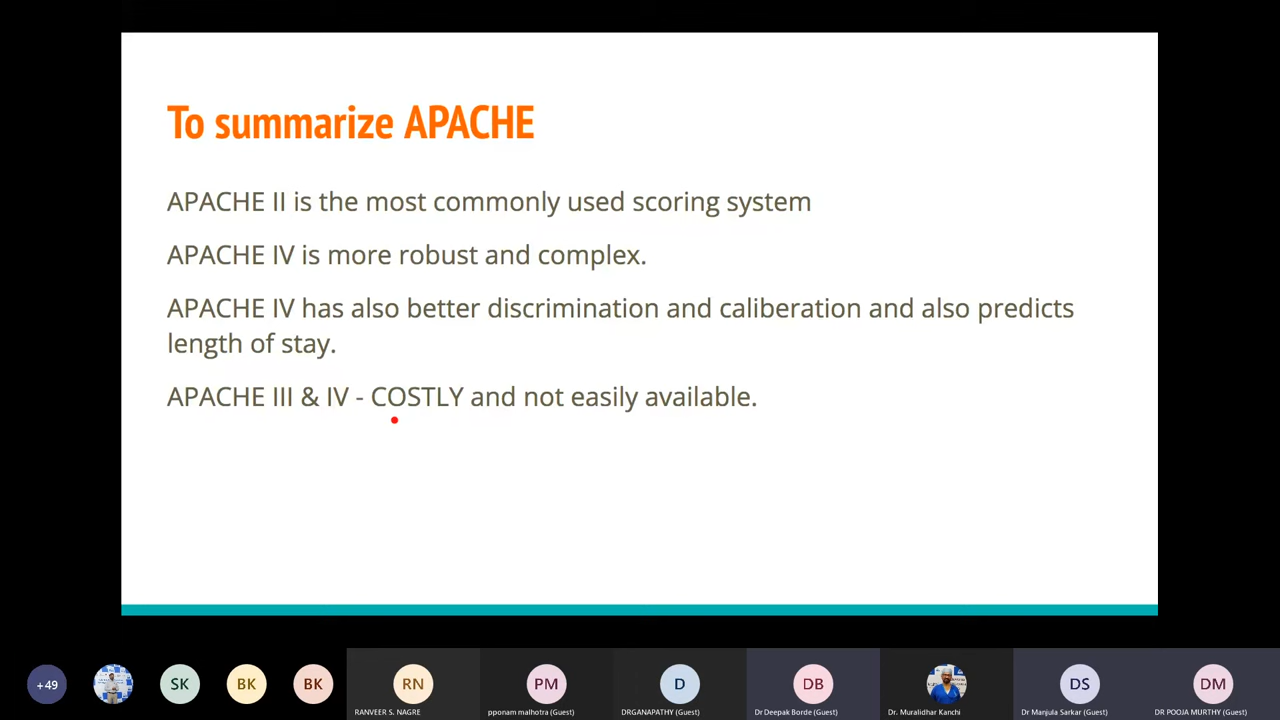 To summarize APACHE
APACHE II is the most commonly used scoring system
APACHE IV is more robust and complex.
APACHE IV has also better discrimination and caliberation and also predicts
length of stay.
APACHE III & IV - COSTLY and not easily available.
+49
SK
BK
BK
RN
PM
D
DB
DS
DM
RANVEER S. NAGRE
pponam malhotra (Guest)
DRGANAPATHY (Guest)
Dr Deepak Borde (Guest)
Dr. Muralidhar Kanchi
Dr Manjula Sarkar (Guest)
DR POOJA MURTHY (Guest)